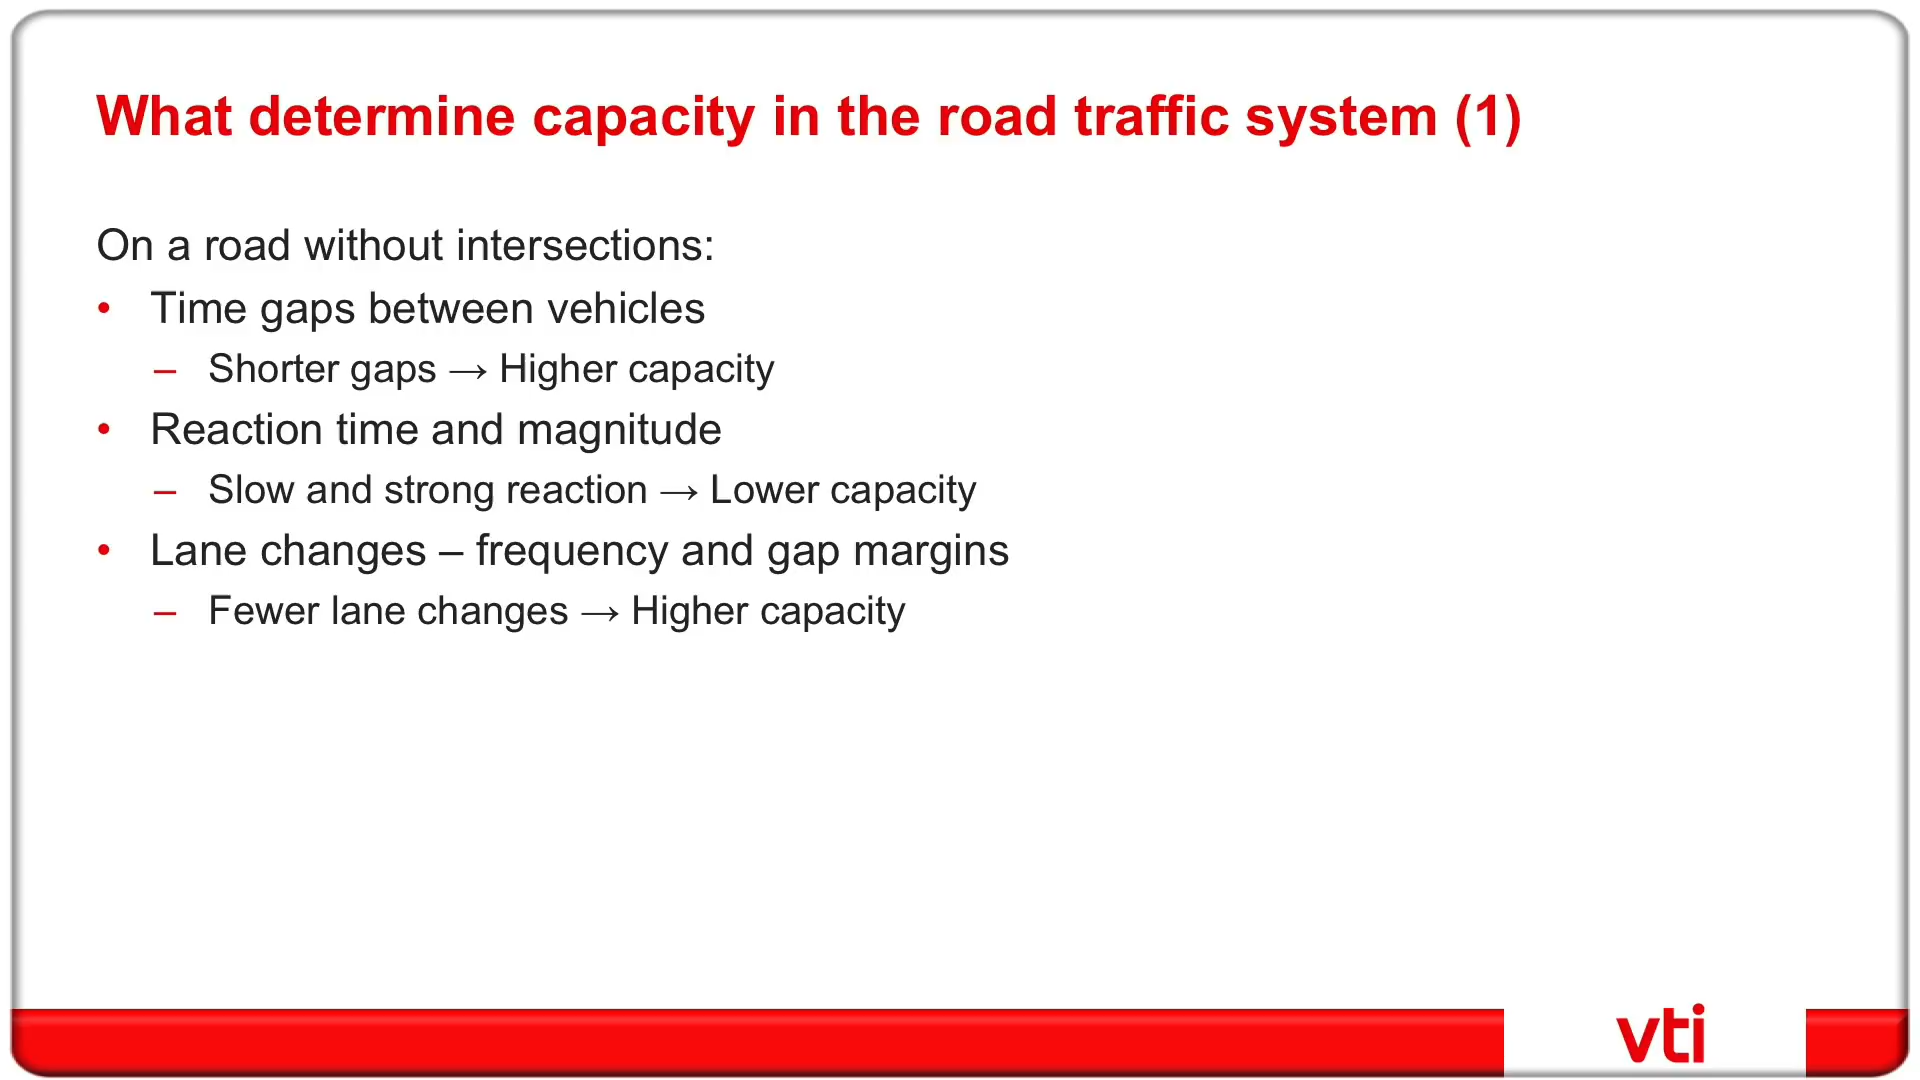 What determine capacity in the road traffic system (1)
On a road without intersections:
• Time gaps between vehicles
– Shorter gaps → Higher capacity
• Reaction time and magnitude
– Slow and strong reaction → Lower capacity
• Lane changes – frequency and gap margins
– Fewer lane changes → Higher capacity
vti